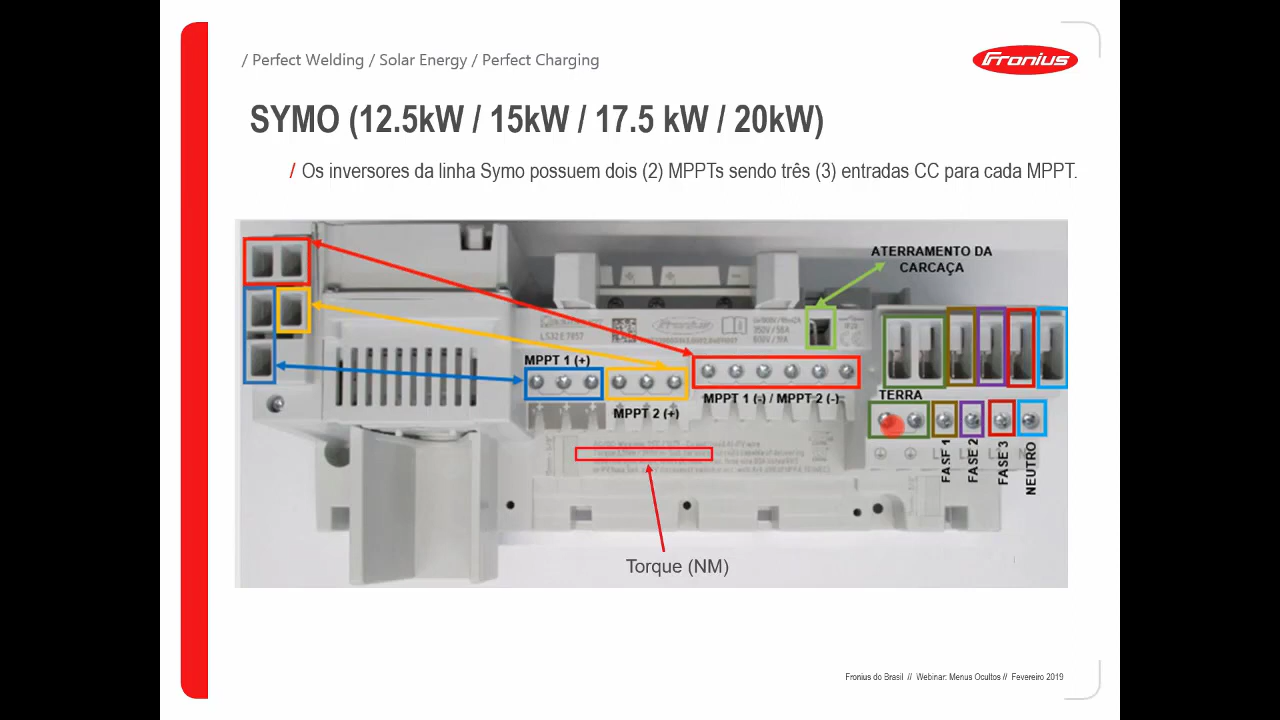 / Perfect Welding / Solar Energy / Perfect Charging
Fronius
SYMO (12.5kW / 15kW / 17.5 kW / 20kW)
/ Os inversores da linha Symo possuem dois (2) MPPTs sendo três (3) entradas CC para cada MPPT.
ATERRAMENTO DA
CARCAÇA
Fronius
MPPT 1 (+)
MPPT 2 (+)
MPPT 1 (-) / MPPT 2 (-)
TERRA
FASE 1
FASE 2
FASE 3
NEUTRO
Torque (NM)
Fronius do Brasil // Webinar: Menus Ocultos // Fevereiro 2019